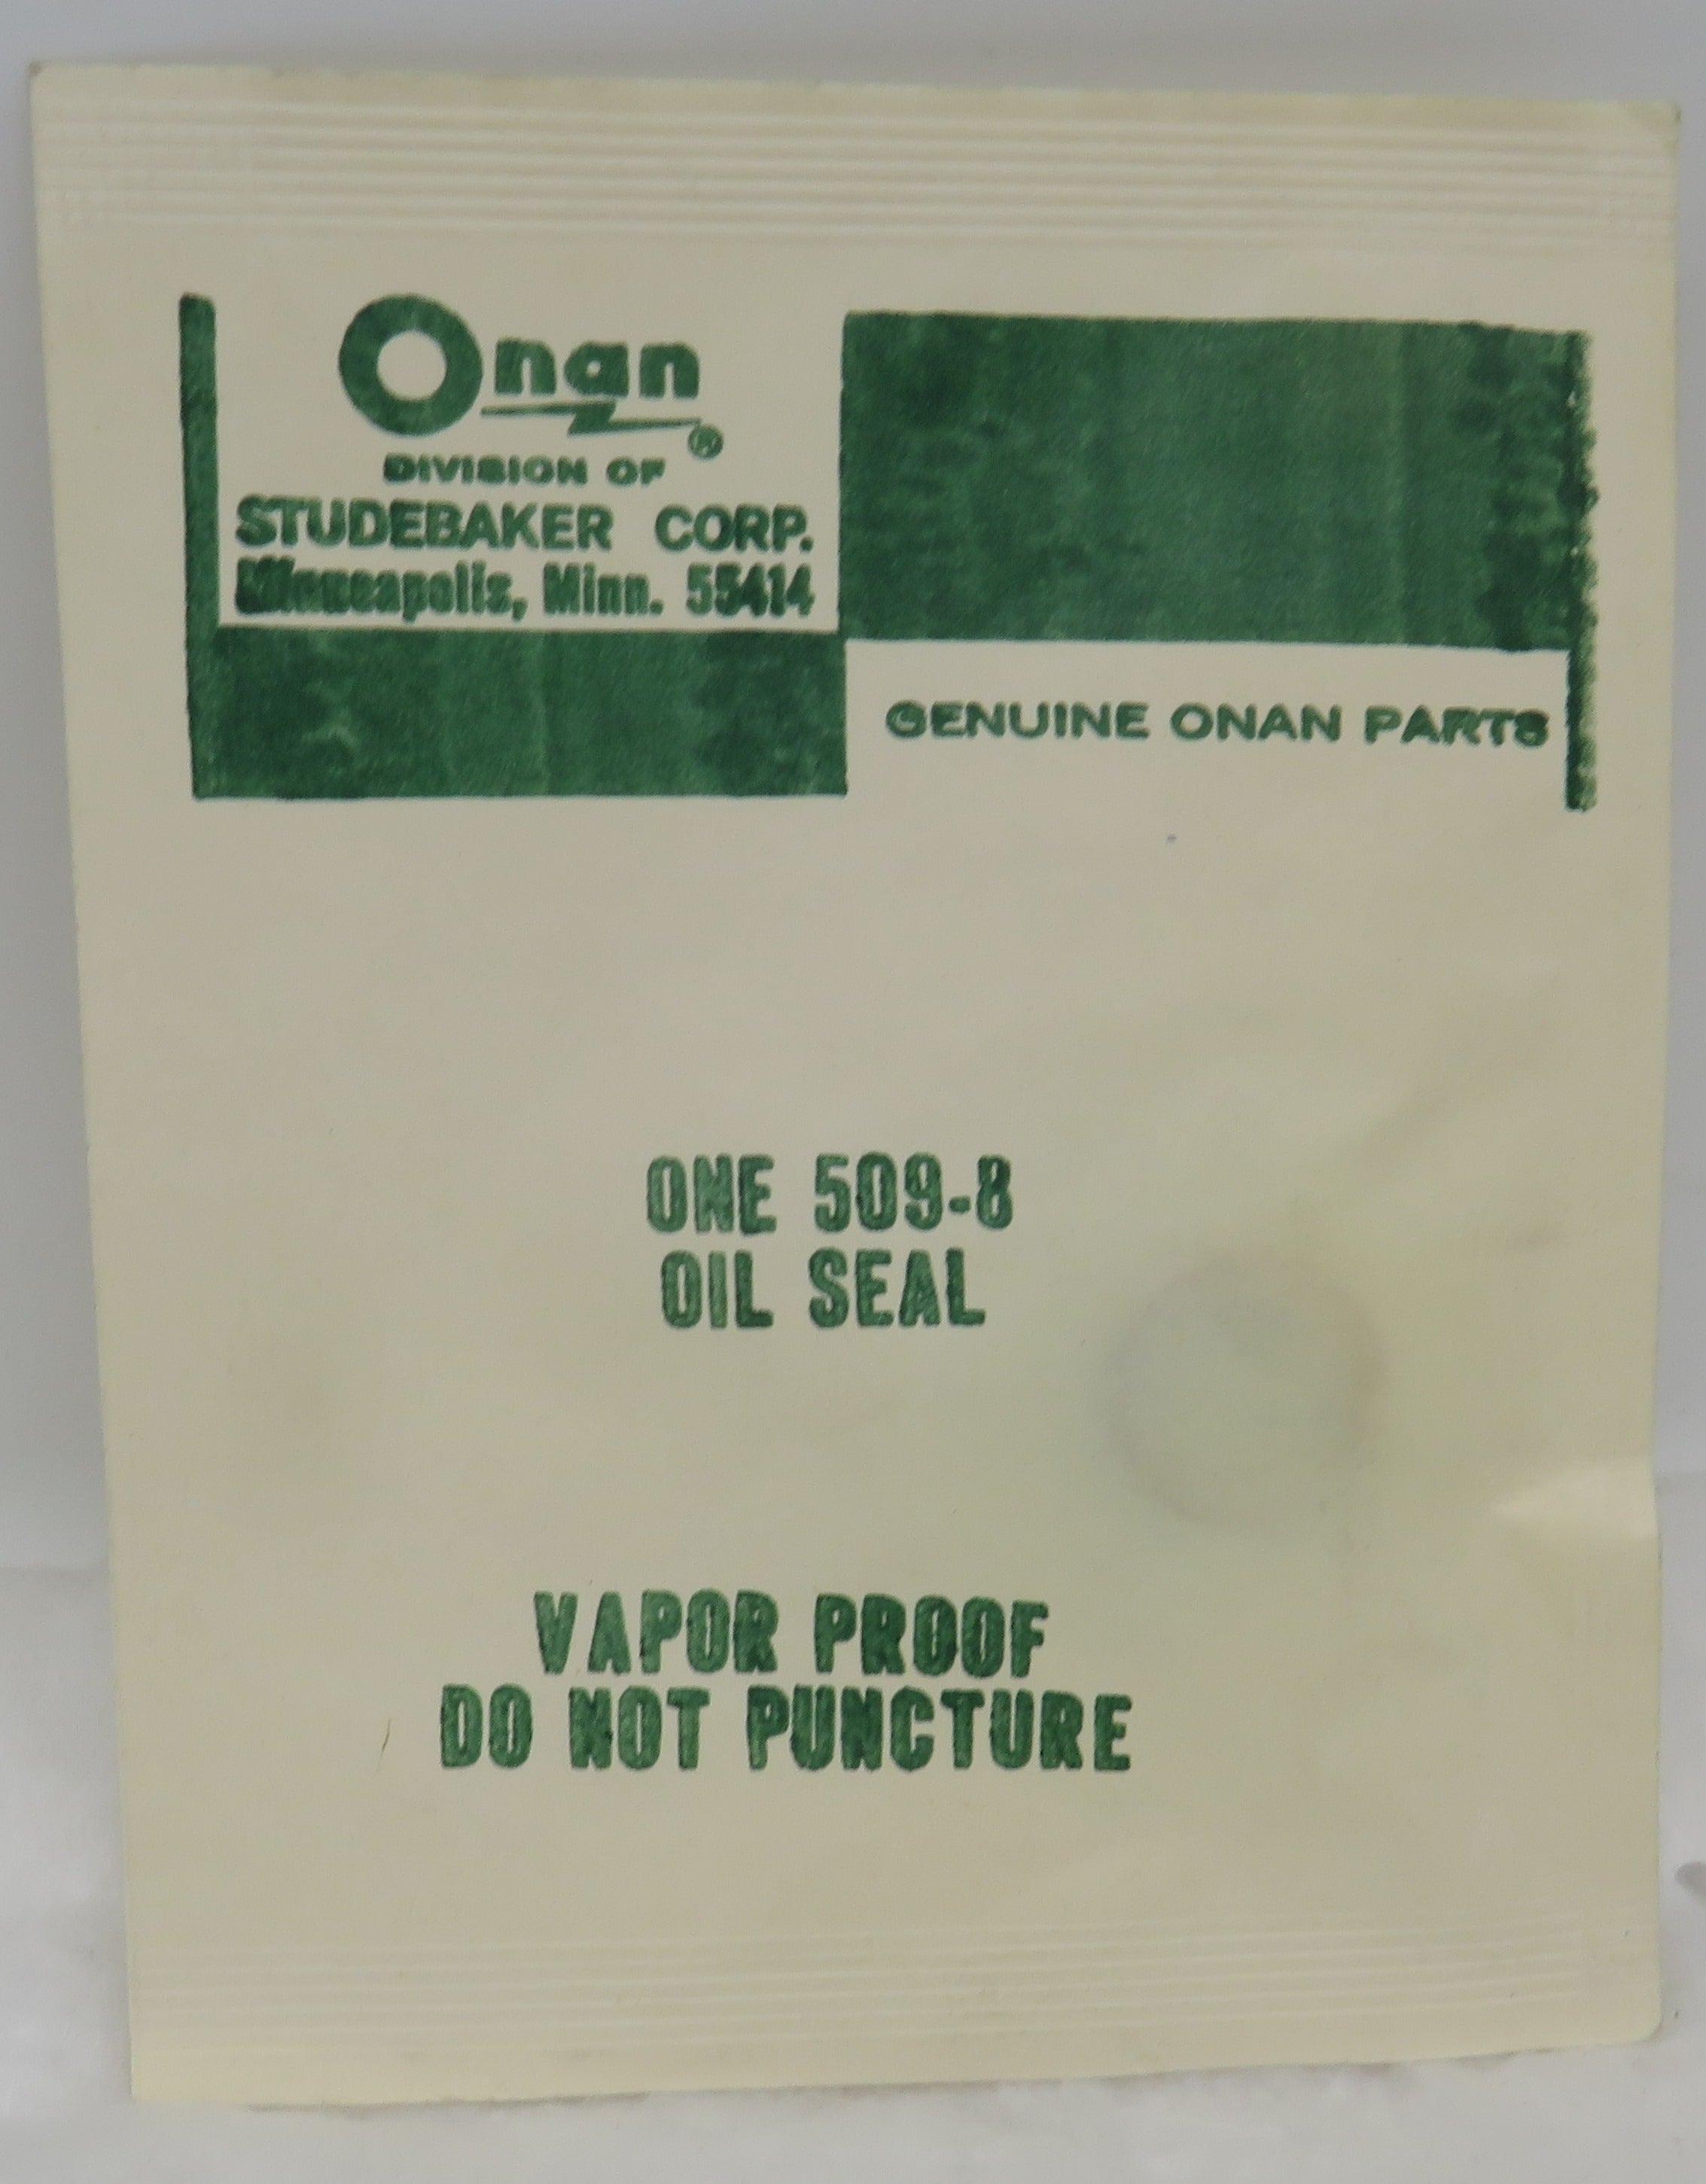 Onan ®
DIVISION OF
STUDEBAKER CORP.
Minneapolis, Minn. 55414
GENUINE ONAN PARTS
ONE 509-8
OIL SEAL
VAPOR PROOF
DO NOT PUNCTURE